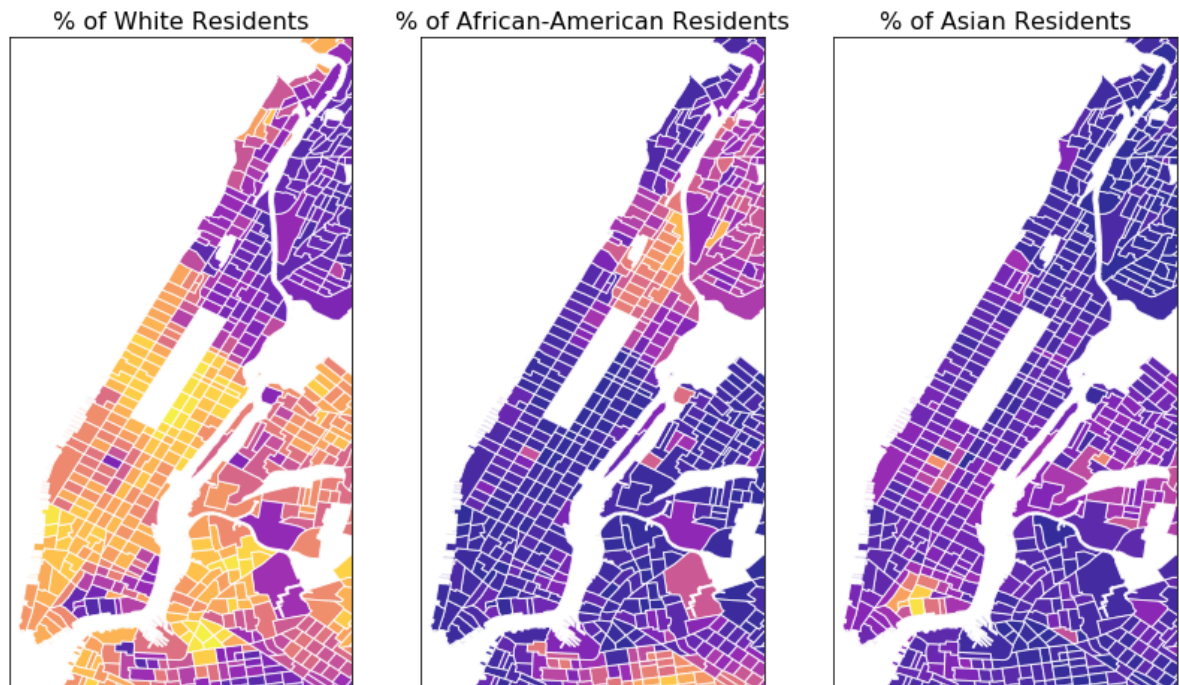 % of White Residents
% of African-American Residents
% of Asian Residents